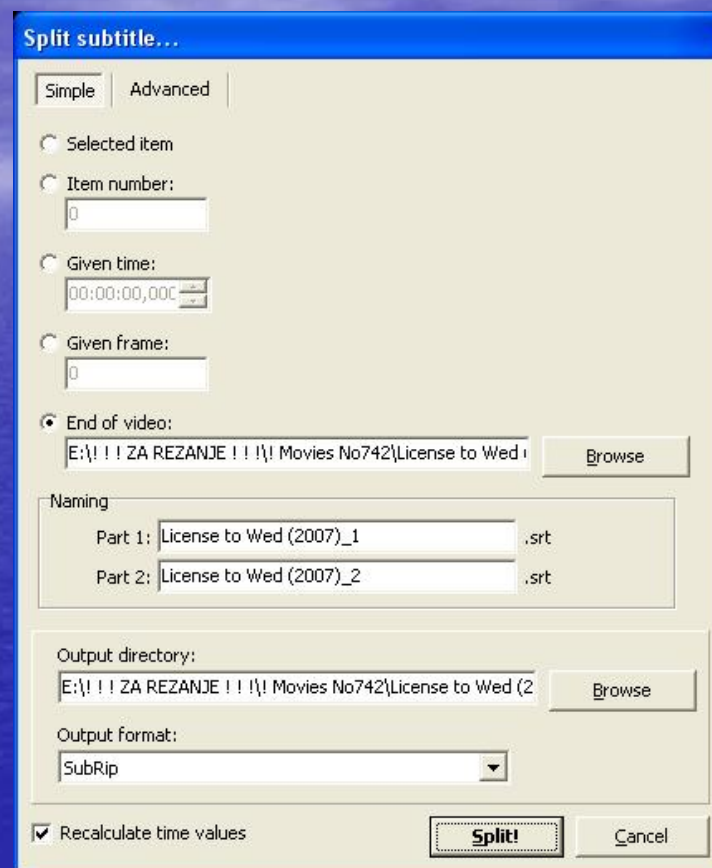 Split subtitle...
Simple Advanced
Selected item
Item number:
0
Given time:
00:00:00,000
Given frame:
0
End of video:
E:\! ! ! ZA REZANJE ! ! !\! Movies No742\License to Wed (
Browse
Naming
Part 1: License to Wed (2007)_1 .srt
Part 2: License to Wed (2007)_2 .srt
Output directory:
E:\! ! ! ZA REZANJE ! ! !\! Movies No742\License to Wed (2
Browse
Output format:
SubRip
Recalculate time values
Split!
Cancel